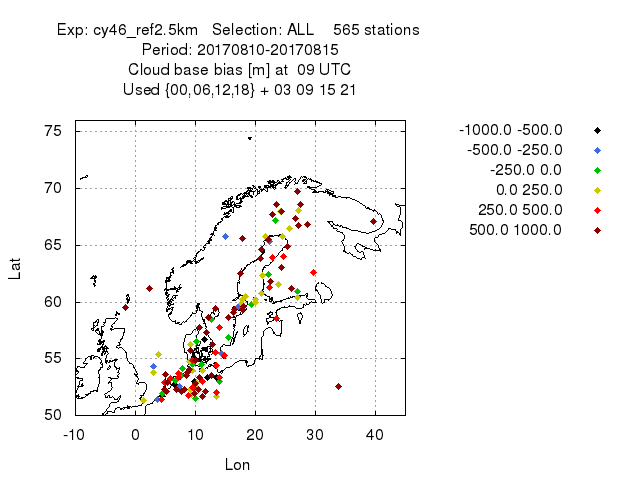 Exp: cy46_ref2.5km   Selection: ALL    565 stations
Period: 20170810-20170815
Cloud base bias [m] at  09 UTC
Used {00,06,12,18} + 03 09 15 21
-1000.0 -500.0
-500.0 -250.0
-250.0 0.0
0.0 250.0
250.0 500.0
500.0 1000.0
75
70
65
60
55
50
Lat
-10 0 10 20 30 40
Lon